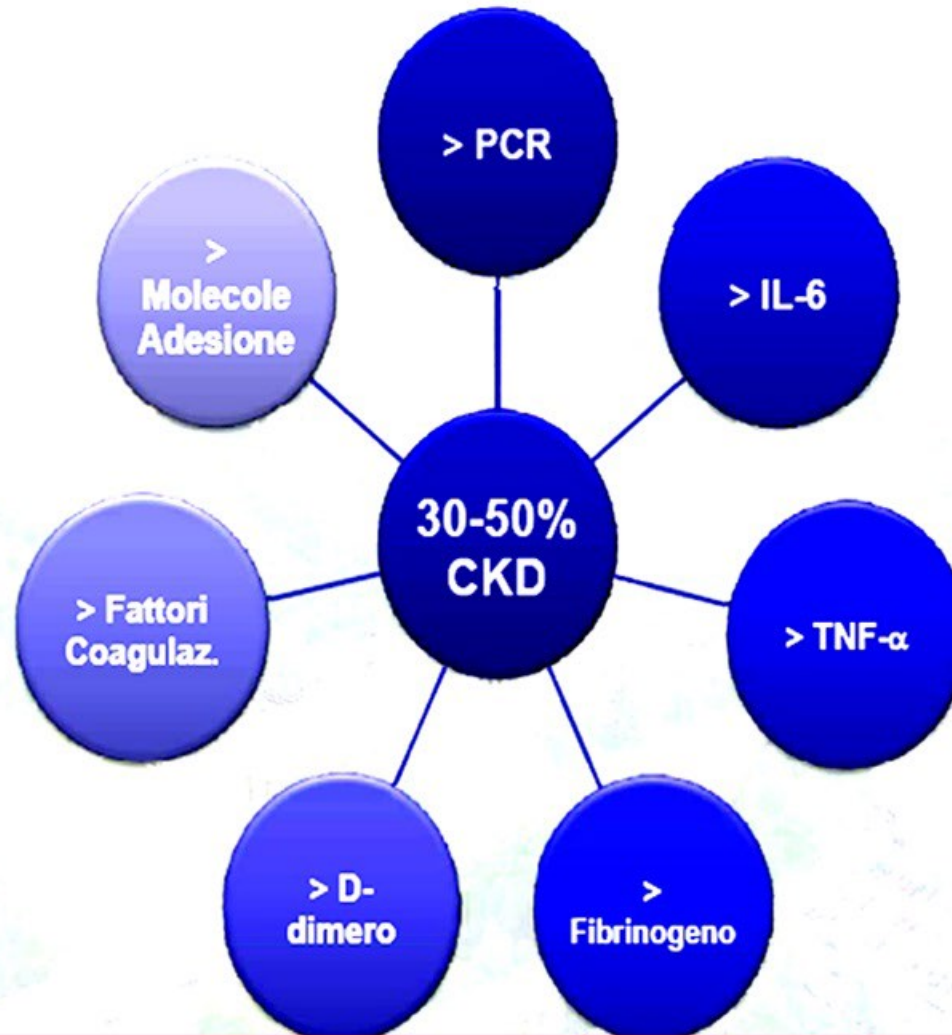 > PCR
>
Molecole
Adesione
> IL-6
30-50%
CKD
> Fattori
Coagulaz.
> TNF-α
> D-
dimero
>
Fibrinogeno